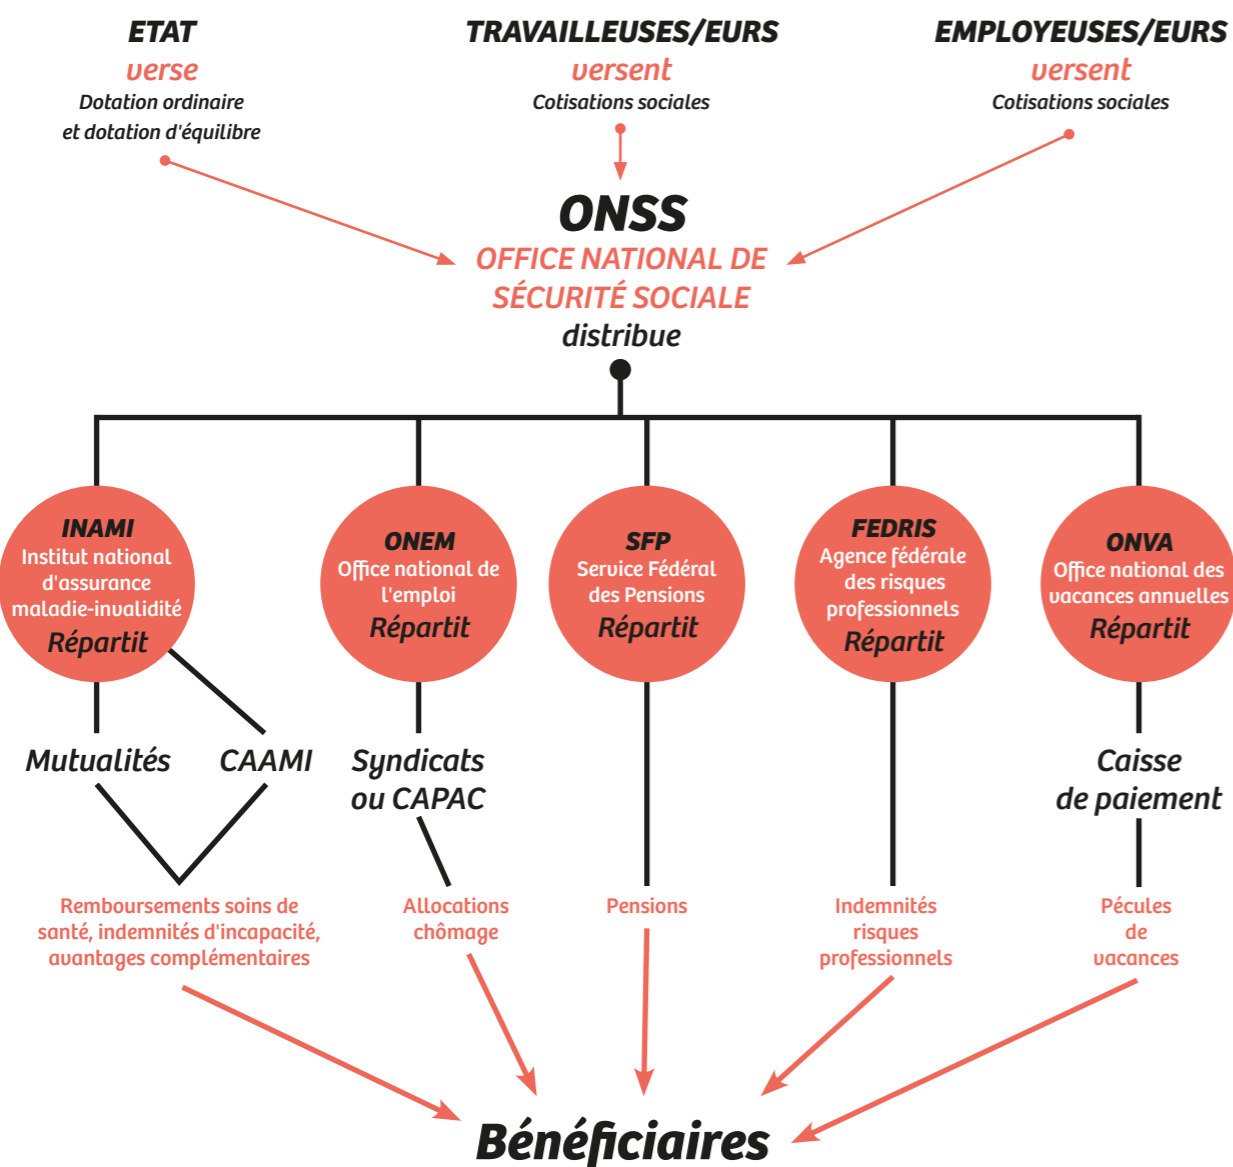 ETAT
verse
Dotation ordinaire
et dotation d'équilibre
TRAVAILLEUSES/EURS
versent
Cotisations sociales
EMPLOYEUSES/EURS
versent
Cotisations sociales
ONSS
OFFICE NATIONAL DE
SÉCURITÉ SOCIALE
distribue
INAMI
Institut national
d'assurance
maladie-invalidité
Répartit
ONEM
Office national de
l'emploi
Répartit
SFP
Service Fédéral
des Pensions
Répartit
FEDRIS
Agence fédérale
des risques
professionnels
Répartit
ONVA
Office national des
vacances annuelles
Répartit
Mutualités
CAAMI
Syndicats
ou CAPAC
Caisse
de paiement
Remboursements soins de
santé, indemnités d'incapacité,
avantages complémentaires
Allocations
chômage
Pensions
Indemnités
risques
professionnels
Pécules
de
vacances
Bénéficiaires